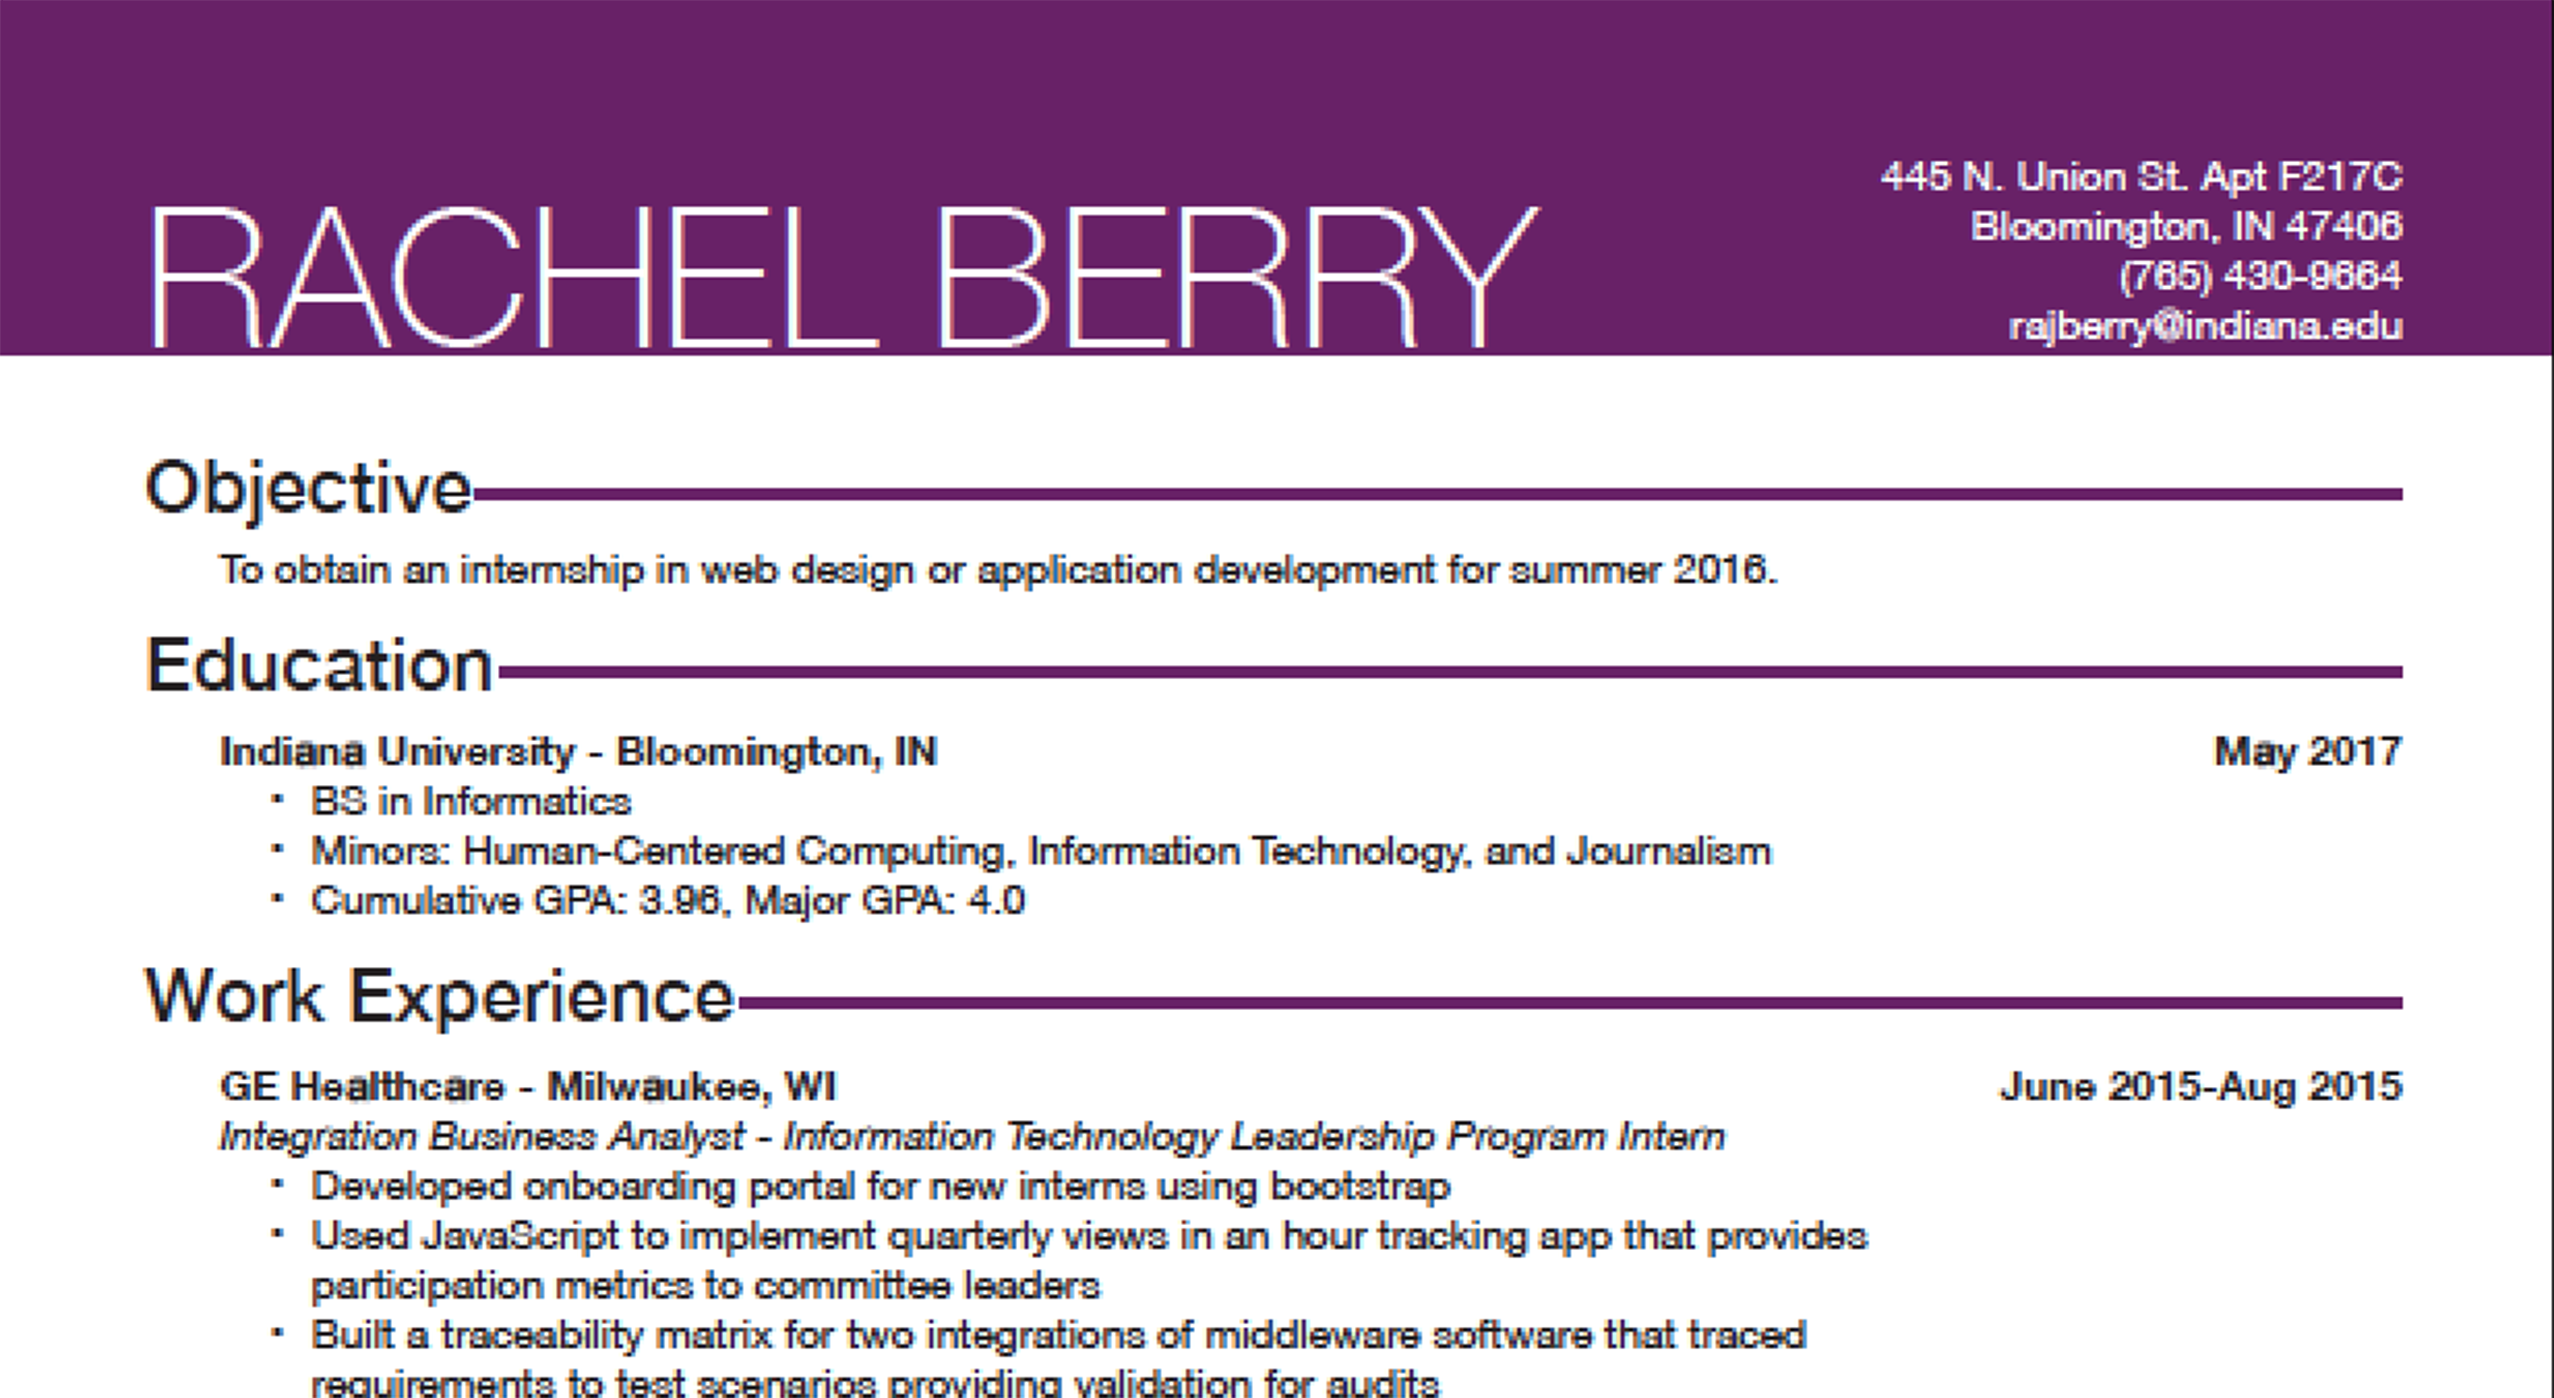 RACHEL BERRY
445 N. Union St. Apt F217C
Bloomington, IN 47406
(765) 430-9664
rajberry@indiana.edu
Objective
To obtain an internship in web design or application development for summer 2016.
Education
Indiana University - Bloomington, IN May 2017
• BS in Informatics
• Minors: Human-Centered Computing, Information Technology, and Journalism
• Cumulative GPA: 3.96, Major GPA: 4.0
Work Experience
GE Healthcare - Milwaukee, WI June 2015-Aug 2015
Integration Business Analyst - Information Technology Leadership Program Intern
• Developed onboarding portal for new interns using bootstrap
• Used JavaScript to implement quarterly views in an hour tracking app that provides
participation metrics to committee leaders
• Built a traceability matrix for two integrations of middleware software that traced
requirements to test scenarios providing validation for audits